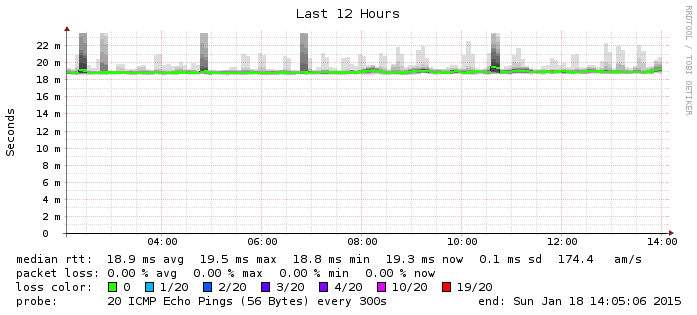 Last 12 Hours
RRDTOOL / TOBI OETIKER
Seconds
22 m
20 m
18 m
16 m
14 m
12 m
10 m
8 m
6 m
4 m
2 m
0
04:00 06:00 08:00 10:00 12:00 14:00
median rtt: 18.9 ms avg 19.5 ms max 18.8 ms min 19.3 ms now 0.1 ms sd 174.4 am/s
packet loss: 0.00 % avg 0.00 % max 0.00 % min 0.00 % now
loss color: 0 1/20 2/20 3/20 4/20 10/20 19/20
probe: 20 ICMP Echo Pings (56 Bytes) every 300s end: Sun Jan 18 14:05:06 2015